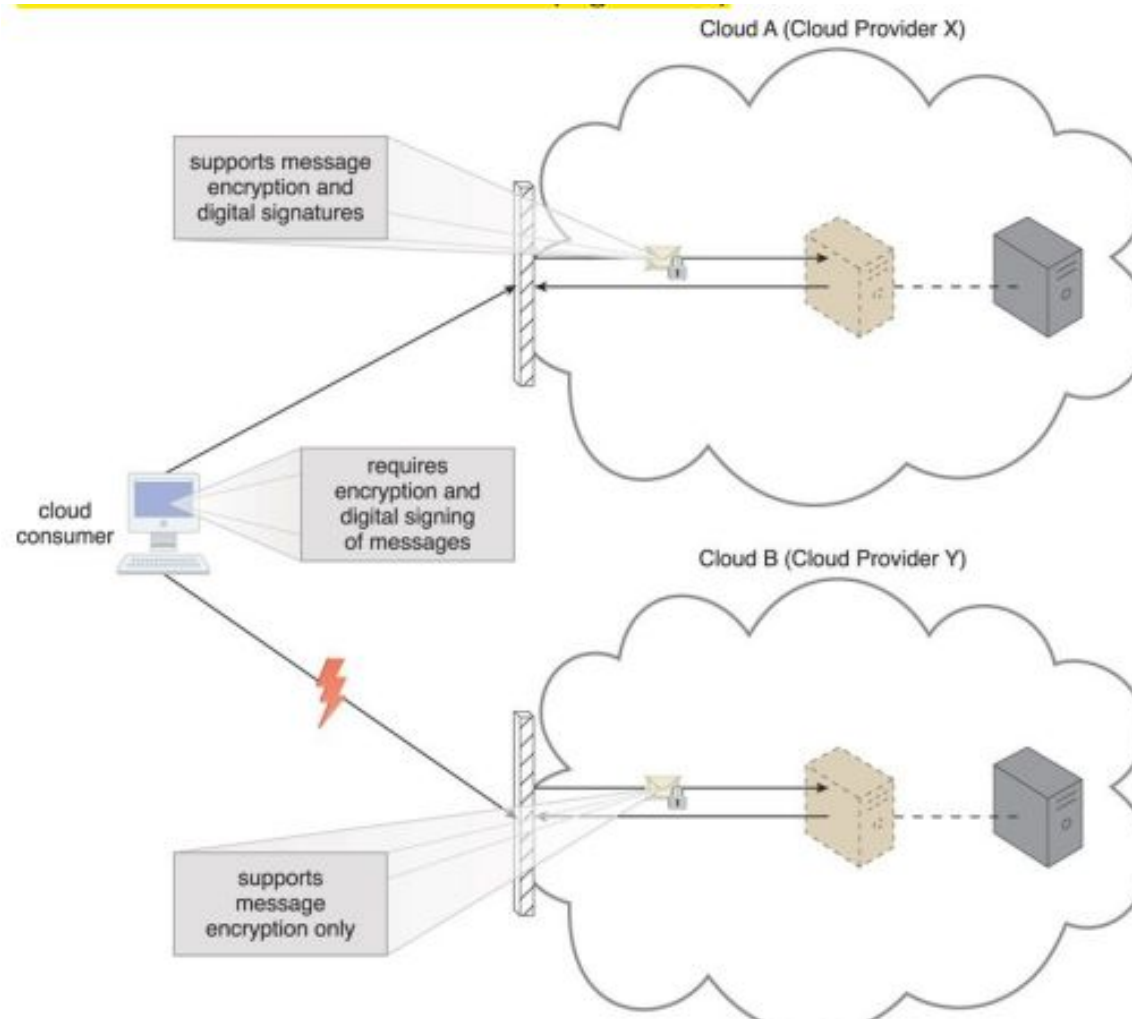 Cloud A (Cloud Provider X)
supports message
encryption and
digital signatures
requires
encryption and
digital signing
of messages
cloud
consumer
Cloud B (Cloud Provider Y)
supports
message
encryption only